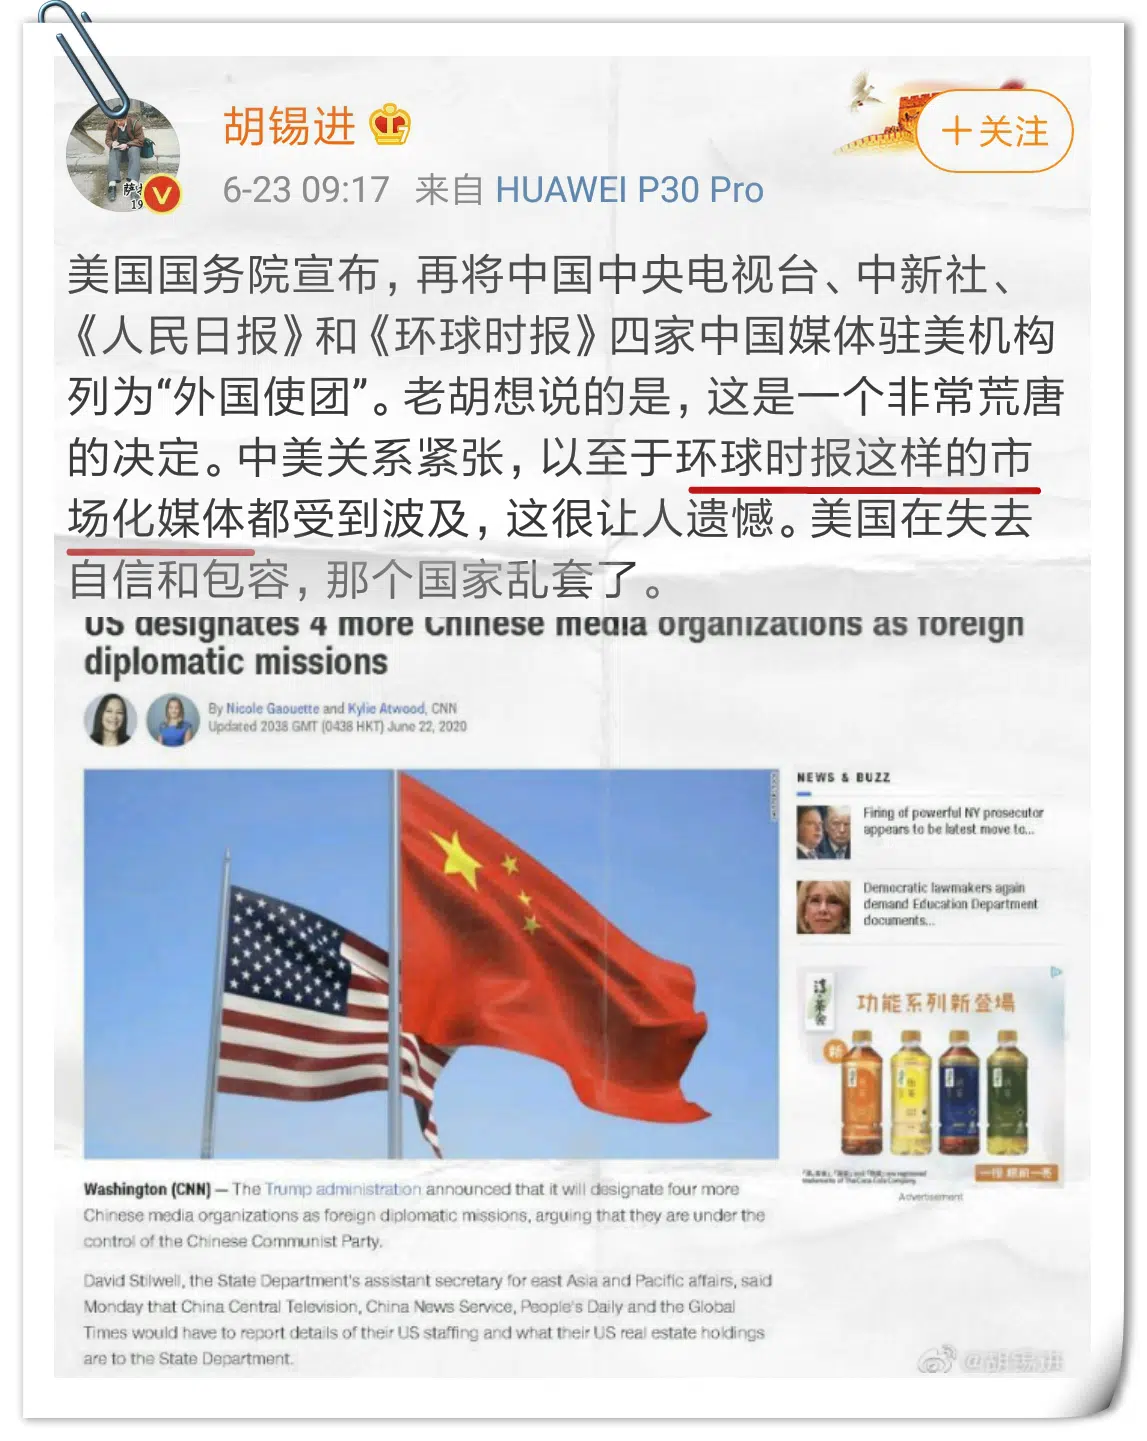 胡锡进
+关注
6-23 09:17 来自 HUAWEI P30 Pro
美国国务院宣布，再将中国中央电视台、中新社、
《人民日报》和《环球时报》四家中国媒体驻美机构
列为“外国使团”。老胡想说的是，这是一个非常荒唐
的决定。中美关系紧张，以至于环球时报这样的市
场化媒体都受到波及，这很让人遗憾。美国在失去
自信和包容，那个国家乱套了。
US designates 4 more Chinese media organizations as foreign
diplomatic missions
By Nicole Gaouette and Kylie Atwood, CNN
Updated 2038 GMT (0438 HKT) June 22, 2020
NEWS & BUZZ
Firing of powerful NY prosecutor
appears to be latest move to...
Democratic lawmakers again
demand Education Department
documents...
功能系列新登場
新
Advertisement
Washington (CNN) — The Trump administration announced that it will designate four more
Chinese media organizations as foreign diplomatic missions, arguing that they are under the
control of the Chinese Communist Party.
David Stilwell, the State Department's assistant secretary for east Asia and Pacific affairs, said
Monday that China Central Television, China News Service, People's Daily and the Global
Times would have to report details of their US staffing and what their US real estate holdings
are to the State Department.
@胡锡进